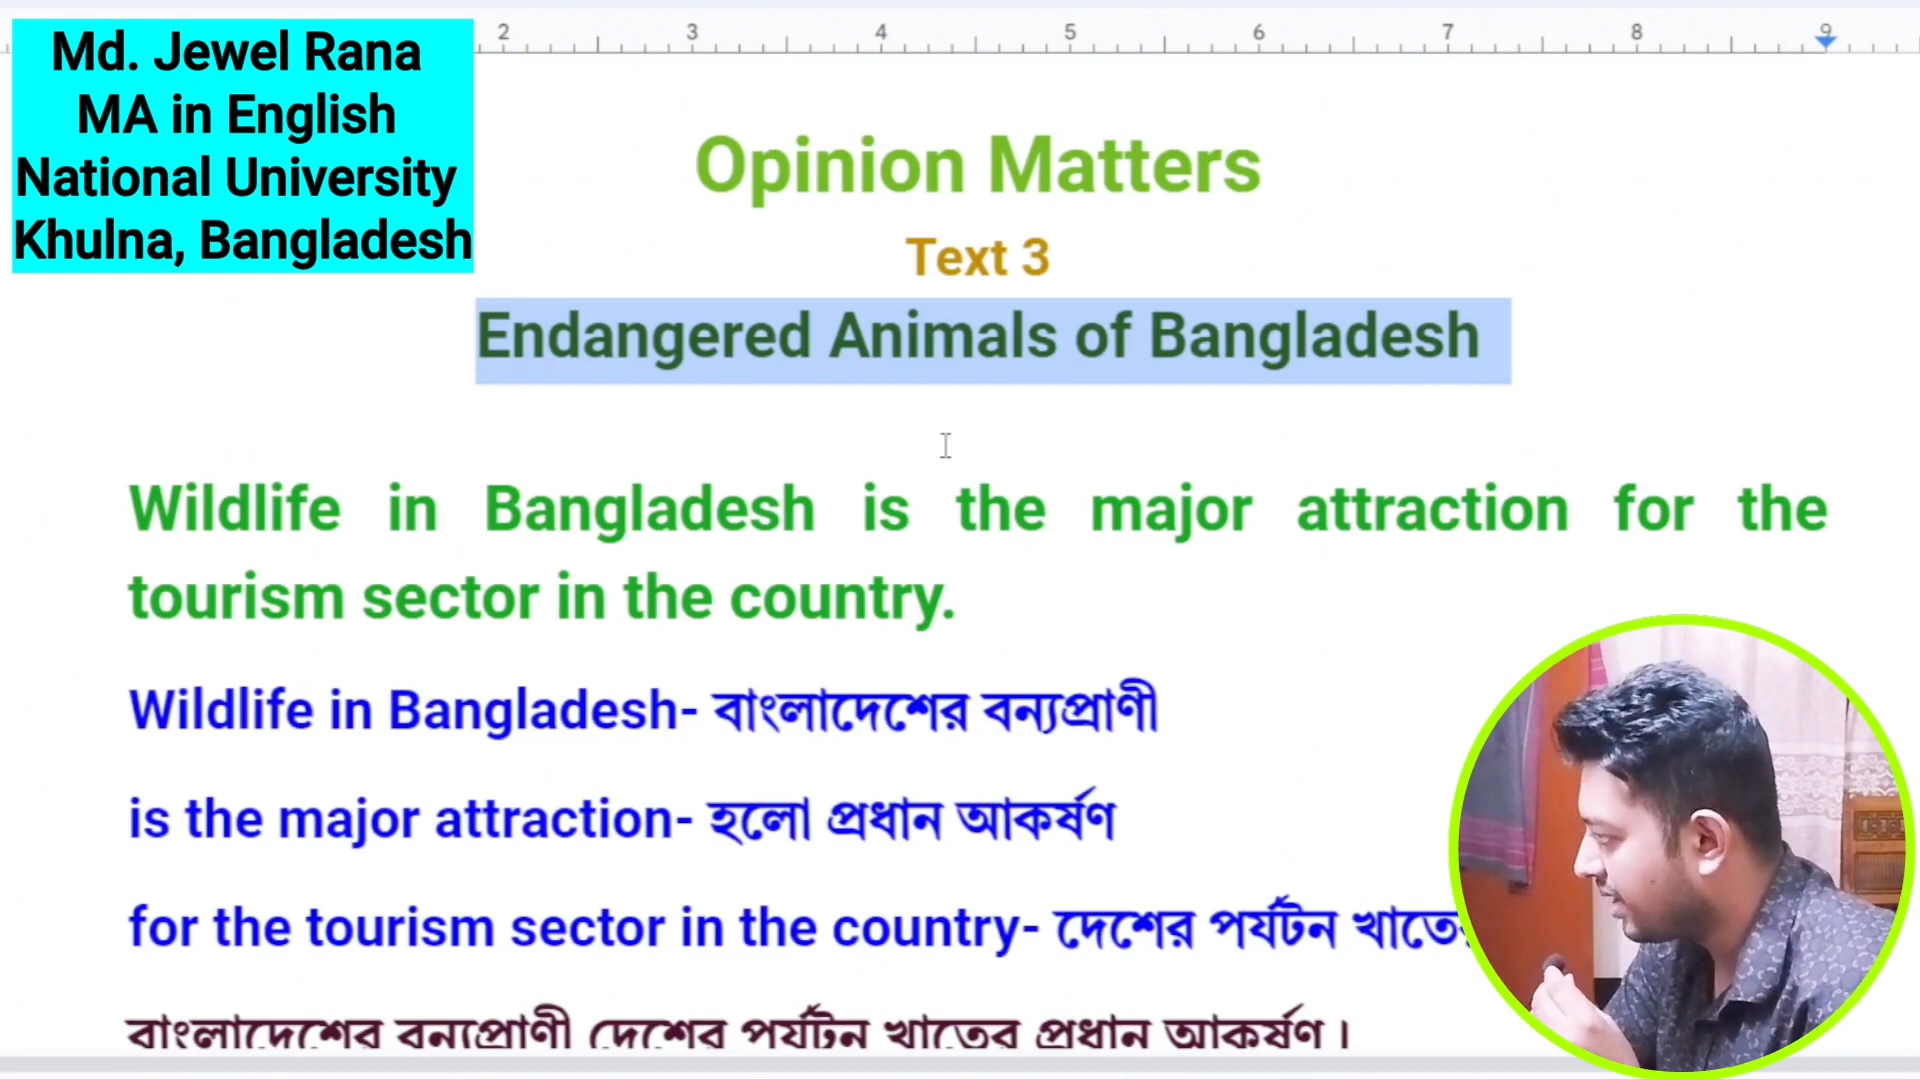 Md. Jewel Rana
MA in English
National University
Khulna, Bangladesh
2 3 4 5 6 7 8 9
Opinion Matters
Text 3
Endangered Animals of Bangladesh
Wildlife in Bangladesh is the major attraction for the
tourism sector in the country.
Wildlife in Bangladesh- বাংলাদেশের বন্যপ্রাণী
is the major attraction- হলো প্রধান আকর্ষণ
for the tourism sector in the country- দেশের পর্যটন
বাংলাদেশের বন্যপ্রাণী দেশের পর্যটন খাতের প্রধান আকর্ষণ।